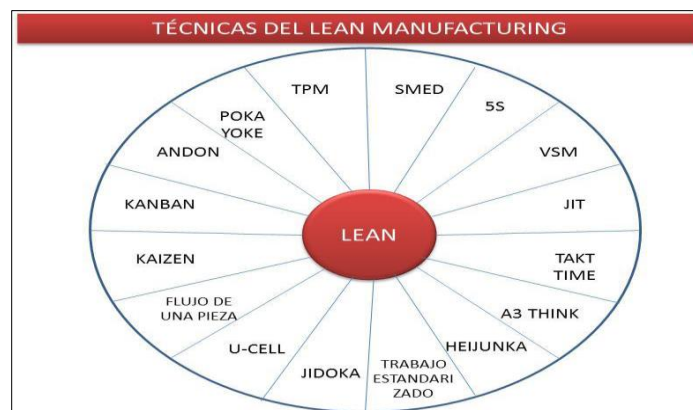 TÉCNICAS DEL LEAN MANUFACTURING
TPM
SMED
5S
VSM
JIT
TAKT
TIME
A3 THINK
HEIJUNKA
TRABAJO
ESTANDARI
ZADO
JIDOKA
U-CELL
FLUJO DE
UNA PIEZA
KAIZEN
KANBAN
ANDON
POKA
YOKE
LEAN